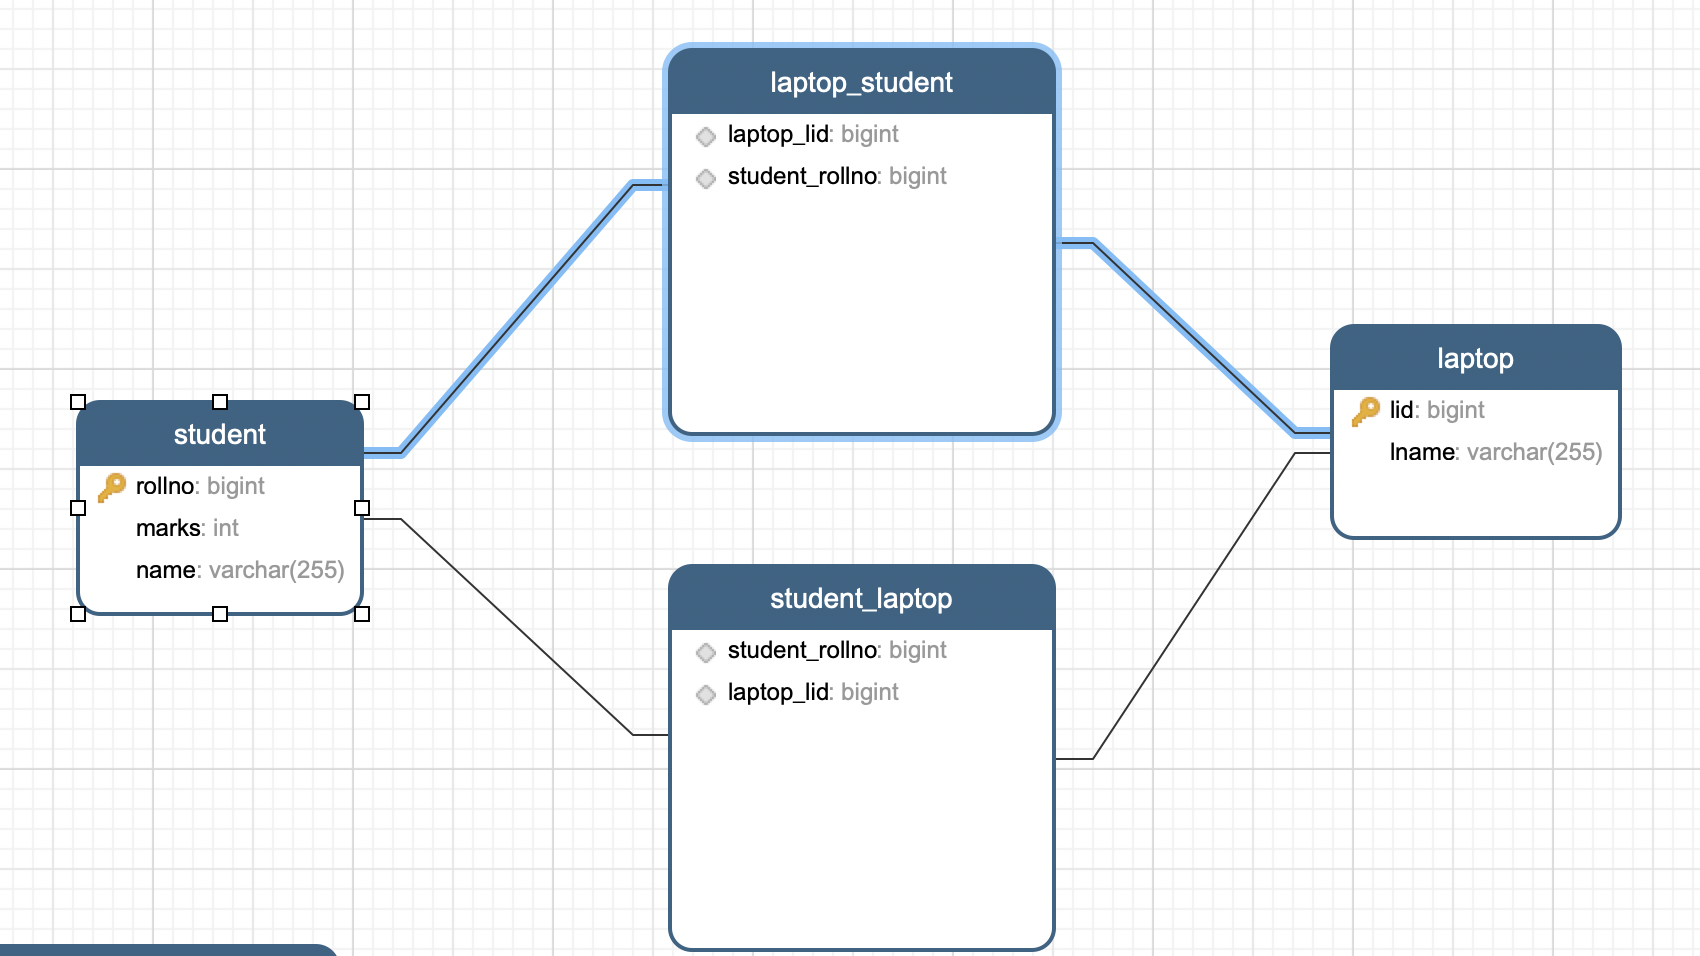 laptop_student
laptop_lid: bigint
student_rollno: bigint
laptop
lid: bigint
lname: varchar(255)
student
rollno: bigint
marks: int
name: varchar(255)
student_laptop
student_rollno: bigint
laptop_lid: bigint